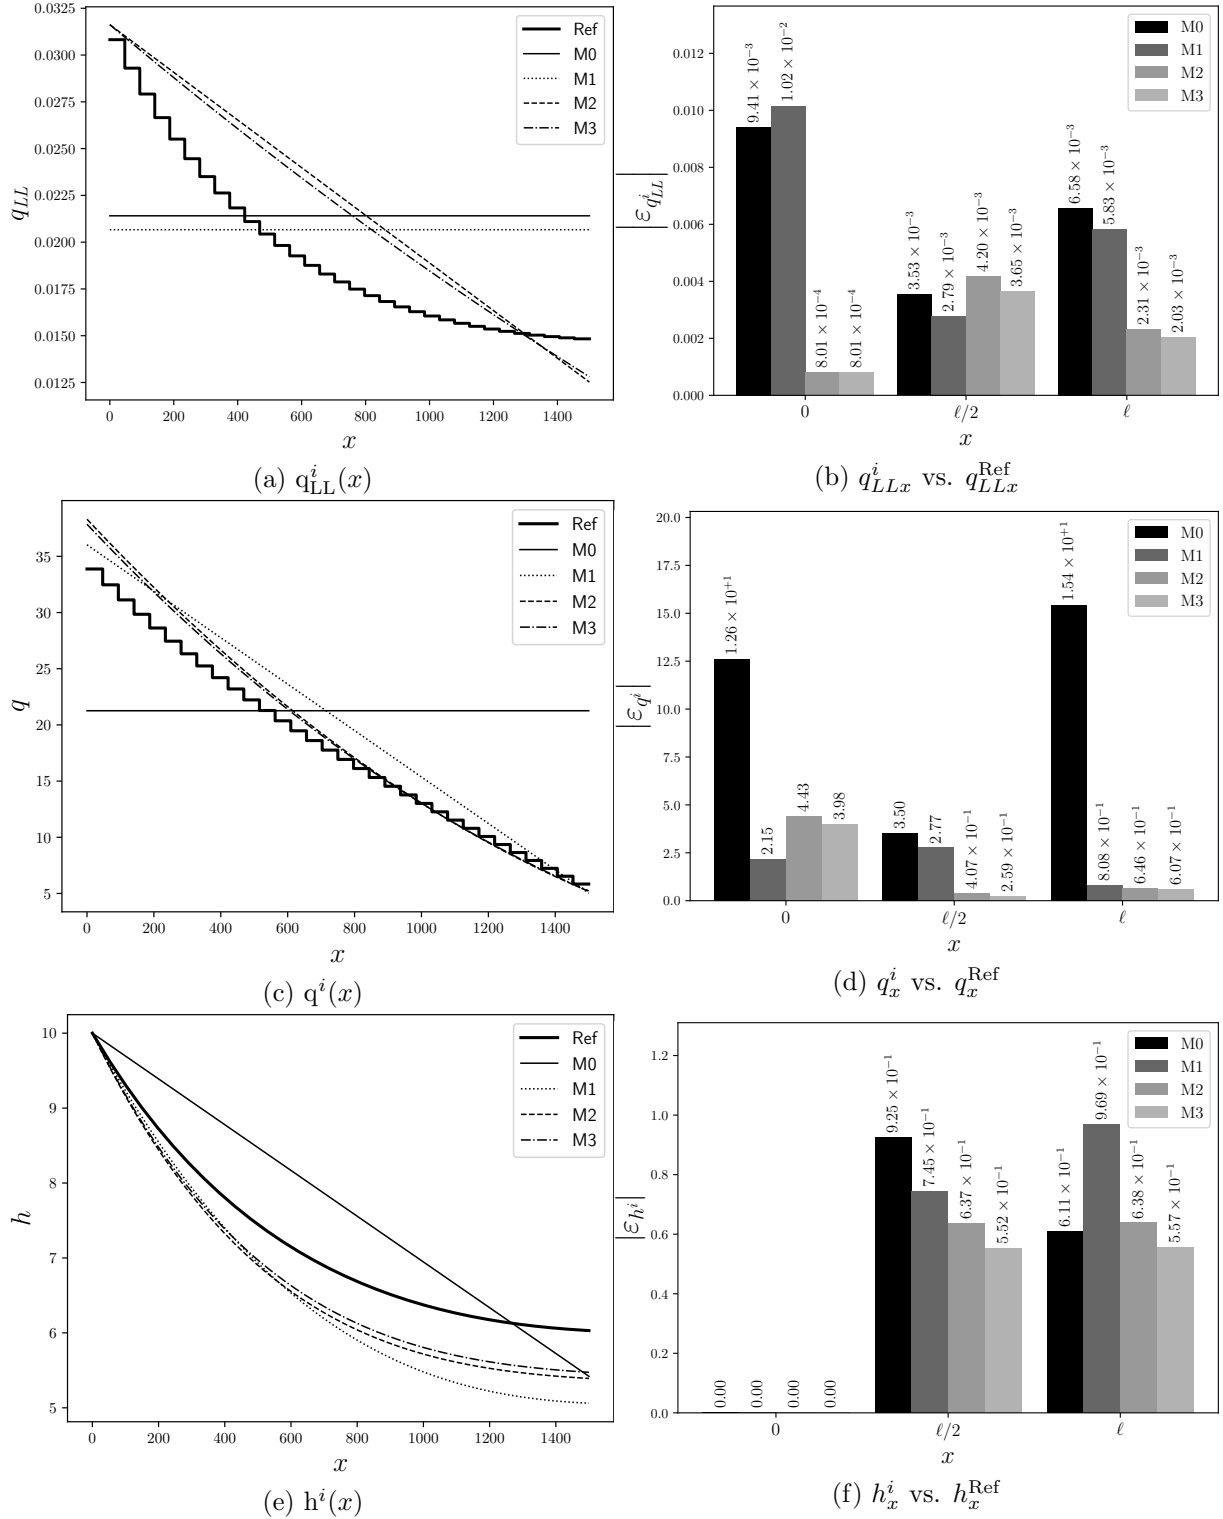 0.0325
0.0300
0.0275
0.0250
0.0225
0.0200
0.0175
0.0150
0.0125
q_{LL}
Ref
M0
M1
M2
M3
0 200 400 600 800 1000 1200 1400
x
(a) q^i_{LL}(x)
0.012
0.010
0.008
0.006
0.004
0.002
0.000
|ε_{q^i_{LL}}|
M0
M1
M2
M3
9.41 × 10^{−3}
1.02 × 10^{−2}
8.01 × 10^{−4}
8.01 × 10^{−4}
3.53 × 10^{−3}
2.79 × 10^{−3}
4.20 × 10^{−3}
3.65 × 10^{−3}
6.58 × 10^{−3}
5.83 × 10^{−3}
2.31 × 10^{−3}
2.03 × 10^{−3}
0 ℓ/2 ℓ
x
(b) q^i_{LLx} vs. q^{Ref}_{LLx}
35
30
25
20
15
10
5
q
Ref
M0
M1
M2
M3
0 200 400 600 800 1000 1200 1400
x
(c) q^i(x)
20.0
17.5
15.0
12.5
10.0
7.5
5.0
2.5
0.0
|ε_{q^i}|
M0
M1
M2
M3
1.26 × 10^{+1}
2.15
4.43
3.98
3.50
2.77
4.07 × 10^{−1}
2.59 × 10^{−1}
1.54 × 10^{+1}
8.08 × 10^{−1}
6.46 × 10^{−1}
6.07 × 10^{−1}
0 ℓ/2 ℓ
x
(d) q^i_x vs. q^{Ref}_x
10
9
8
7
6
5
h
Ref
M0
M1
M2
M3
0 200 400 600 800 1000 1200 1400
x
(e) h^i(x)
1.2
1.0
0.8
0.6
0.4
0.2
0.0
|ε_{h^i}|
M0
M1
M2
M3
0.00
0.00
0.00
0.00
9.25 × 10^{−1}
7.45 × 10^{−1}
6.37 × 10^{−1}
5.52 × 10^{−1}
6.11 × 10^{−1}
9.69 × 10^{−1}
6.38 × 10^{−1}
5.57 × 10^{−1}
0 ℓ/2 ℓ
x
(f) h^i_x vs. h^{Ref}_x